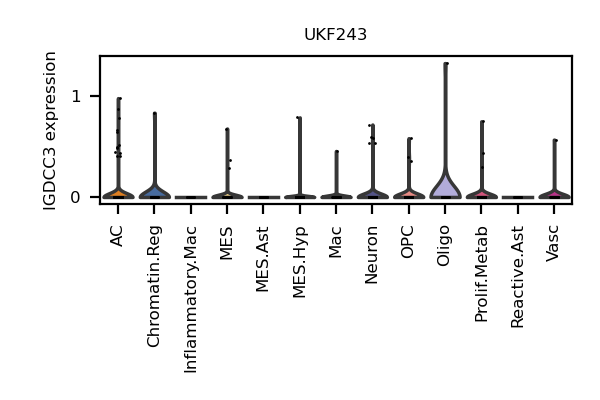 UKF243
IGDCC3 expression
1
0
AC
Chromatin.Reg
Inflammatory.Mac
MES
MES.Ast
MES.Hyp
Mac
Neuron
OPC
Oligo
Prolif.Metab
Reactive.Ast
Vasc